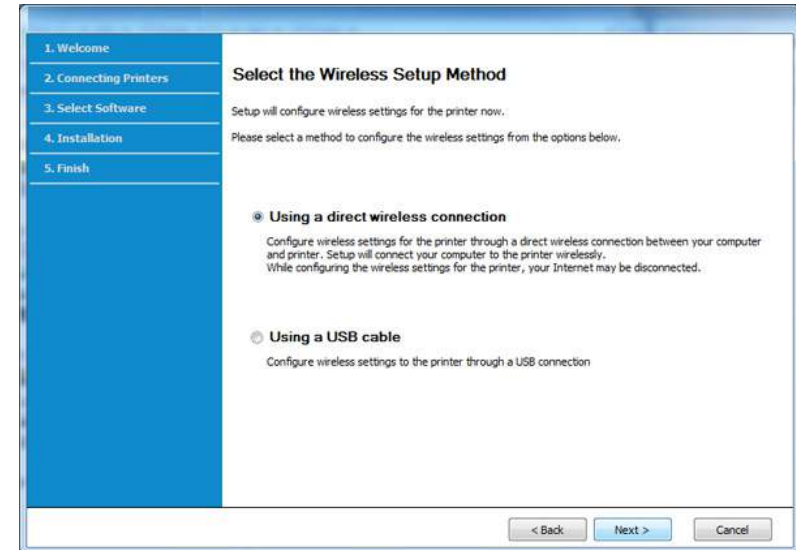 1. Welcome
2. Connecting Printers
3. Select Software
4. Installation
5. Finish
Select the Wireless Setup Method
Setup will configure wireless settings for the printer now.
Please select a method to configure the wireless settings from the options below.
Using a direct wireless connection
Configure wireless settings for the printer through a direct wireless connection between your computer
and printer. Setup will connect your computer to the printer wirelessly.
While configuring the wireless settings for the printer, your Internet may be disconnected.
Using a USB cable
Configure wireless settings to the printer through a USB connection
< Back
Next >
Cancel